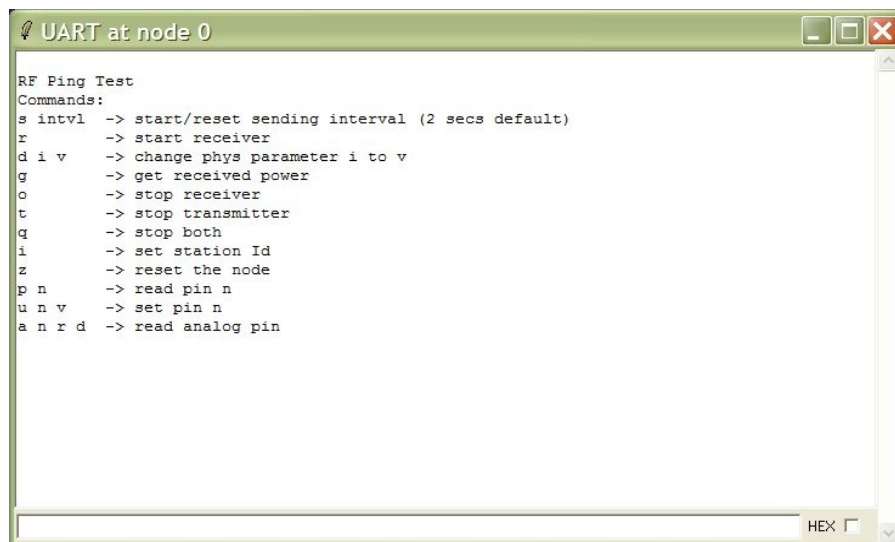 UART at node 0
RF Ping Test
Commands:
s intvl  -> start/reset sending interval (2 secs default)
r        -> start receiver
d i v    -> change phys parameter i to v
g        -> get received power
o        -> stop receiver
t        -> stop transmitter
q        -> stop both
i        -> set station Id
z        -> reset the node
p n      -> read pin n
u n v    -> set pin n
a n r d  -> read analog pin
HEX